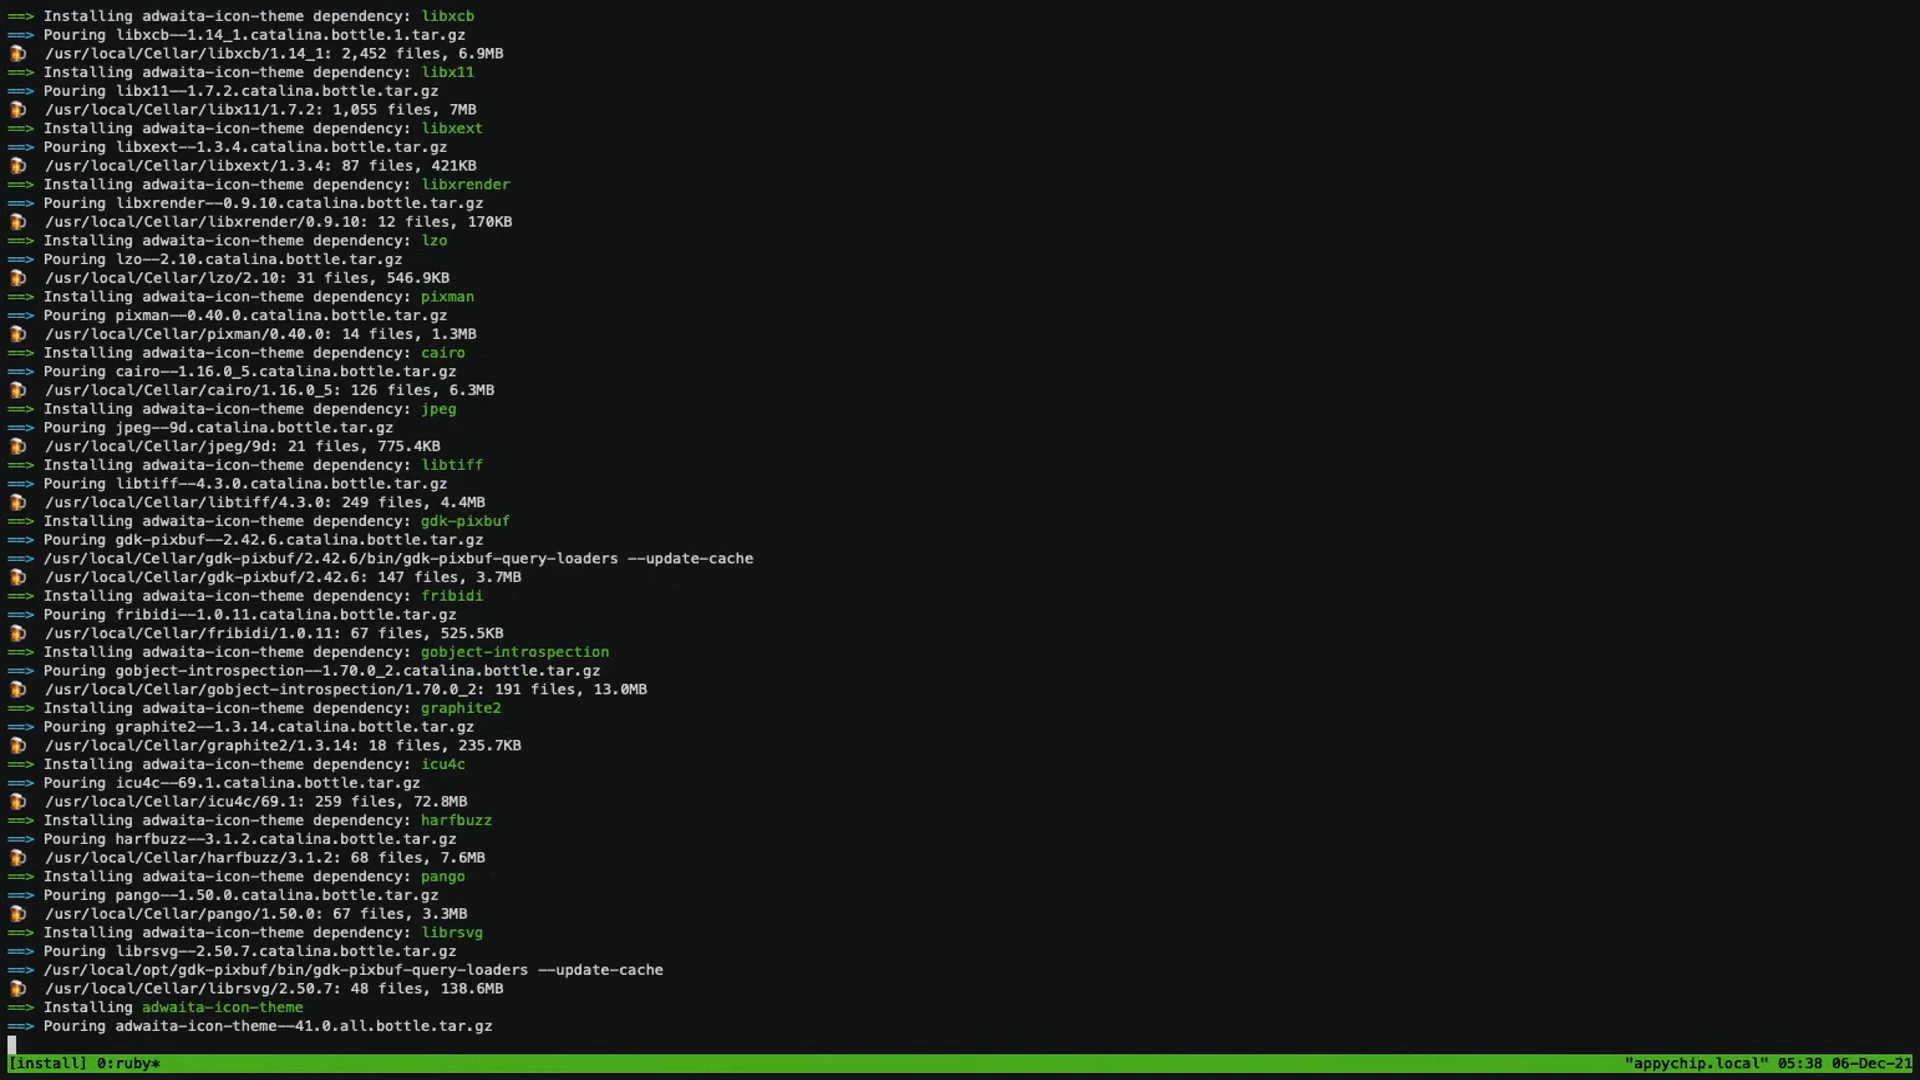 ==> Installing adwaita-icon-theme dependency: libxcb
==> Pouring libxcb--1.14_1.catalina.bottle.1.tar.gz
🍺 /usr/local/Cellar/libxcb/1.14_1: 2,452 files, 6.9MB
==> Installing adwaita-icon-theme dependency: libx11
==> Pouring libx11--1.7.2.catalina.bottle.tar.gz
🍺 /usr/local/Cellar/libx11/1.7.2: 1,055 files, 7MB
==> Installing adwaita-icon-theme dependency: libxext
==> Pouring libxext--1.3.4.catalina.bottle.tar.gz
🍺 /usr/local/Cellar/libxext/1.3.4: 87 files, 421KB
==> Installing adwaita-icon-theme dependency: libxrender
==> Pouring libxrender--0.9.10.catalina.bottle.tar.gz
🍺 /usr/local/Cellar/libxrender/0.9.10: 12 files, 170KB
==> Installing adwaita-icon-theme dependency: lzo
==> Pouring lzo--2.10.catalina.bottle.tar.gz
🍺 /usr/local/Cellar/lzo/2.10: 31 files, 546.9KB
==> Installing adwaita-icon-theme dependency: pixman
==> Pouring pixman--0.40.0.catalina.bottle.tar.gz
🍺 /usr/local/Cellar/pixman/0.40.0: 14 files, 1.3MB
==> Installing adwaita-icon-theme dependency: cairo
==> Pouring cairo--1.16.0_5.catalina.bottle.tar.gz
🍺 /usr/local/Cellar/cairo/1.16.0_5: 126 files, 6.3MB
==> Installing adwaita-icon-theme dependency: jpeg
==> Pouring jpeg--9d.catalina.bottle.tar.gz
🍺 /usr/local/Cellar/jpeg/9d: 21 files, 775.4KB
==> Installing adwaita-icon-theme dependency: libtiff
==> Pouring libtiff--4.3.0.catalina.bottle.tar.gz
🍺 /usr/local/Cellar/libtiff/4.3.0: 249 files, 4.4MB
==> Installing adwaita-icon-theme dependency: gdk-pixbuf
==> Pouring gdk-pixbuf--2.42.6.catalina.bottle.tar.gz
==> /usr/local/Cellar/gdk-pixbuf/2.42.6/bin/gdk-pixbuf-query-loaders --update-cache
🍺 /usr/local/Cellar/gdk-pixbuf/2.42.6: 147 files, 3.7MB
==> Installing adwaita-icon-theme dependency: fribidi
==> Pouring fribidi--1.0.11.catalina.bottle.tar.gz
🍺 /usr/local/Cellar/fribidi/1.0.11: 67 files, 525.5KB
==> Installing adwaita-icon-theme dependency: gobject-introspection
==> Pouring gobject-introspection--1.70.0_2.catalina.bottle.tar.gz
🍺 /usr/local/Cellar/gobject-introspection/1.70.0_2: 191 files, 13.0MB
==> Installing adwaita-icon-theme dependency: graphite2
==> Pouring graphite2--1.3.14.catalina.bottle.tar.gz
🍺 /usr/local/Cellar/graphite2/1.3.14: 18 files, 235.7KB
==> Installing adwaita-icon-theme dependency: icu4c
==> Pouring icu4c--69.1.catalina.bottle.tar.gz
🍺 /usr/local/Cellar/icu4c/69.1: 259 files, 72.8MB
==> Installing adwaita-icon-theme dependency: harfbuzz
==> Pouring harfbuzz--3.1.2.catalina.bottle.tar.gz
🍺 /usr/local/Cellar/harfbuzz/3.1.2: 68 files, 7.6MB
==> Installing adwaita-icon-theme dependency: pango
==> Pouring pango--1.50.0.catalina.bottle.tar.gz
🍺 /usr/local/Cellar/pango/1.50.0: 67 files, 3.3MB
==> Installing adwaita-icon-theme dependency: librsvg
==> Pouring librsvg--2.50.7.catalina.bottle.tar.gz
==> /usr/local/opt/gdk-pixbuf/bin/gdk-pixbuf-query-loaders --update-cache
🍺 /usr/local/Cellar/librsvg/2.50.7: 48 files, 138.6MB
==> Installing adwaita-icon-theme
==> Pouring adwaita-icon-theme--41.0.all.bottle.tar.gz
[install] 0:ruby* "appychip.local" 05:38 06-Dec-21